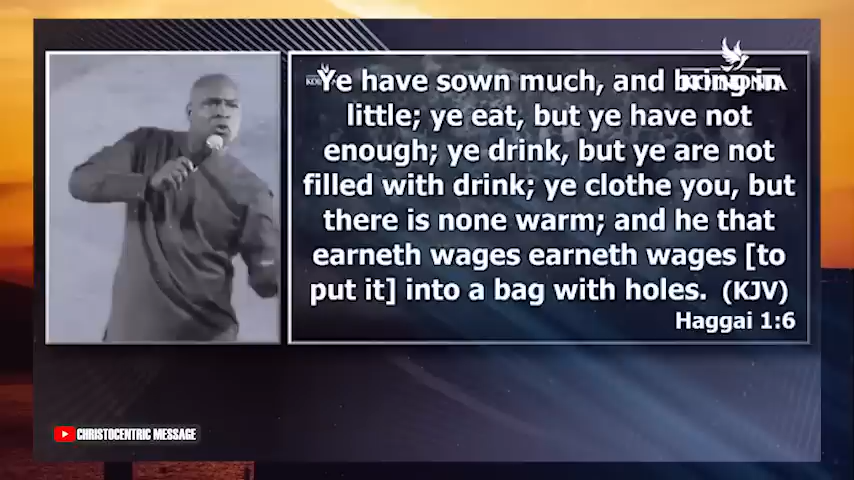 Ye have sown much, and bring in
little; ye eat, but ye have not
enough; ye drink, but ye are not
filled with drink; ye clothe you, but
there is none warm; and he that
earneth wages earneth wages [to
put it] into a bag with holes. (KJV)
Haggai 1:6
KOINONIA
CHRISTOCENTRIC MESSAGE